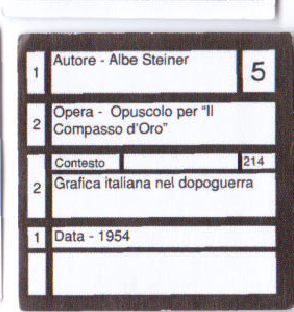 1 Autore - Albe Steiner 5
2 Opera - Opuscolo per "Il
Compasso d'Oro"
Contesto 214
2 Grafica italiana nel dopoguerra
1 Data - 1954